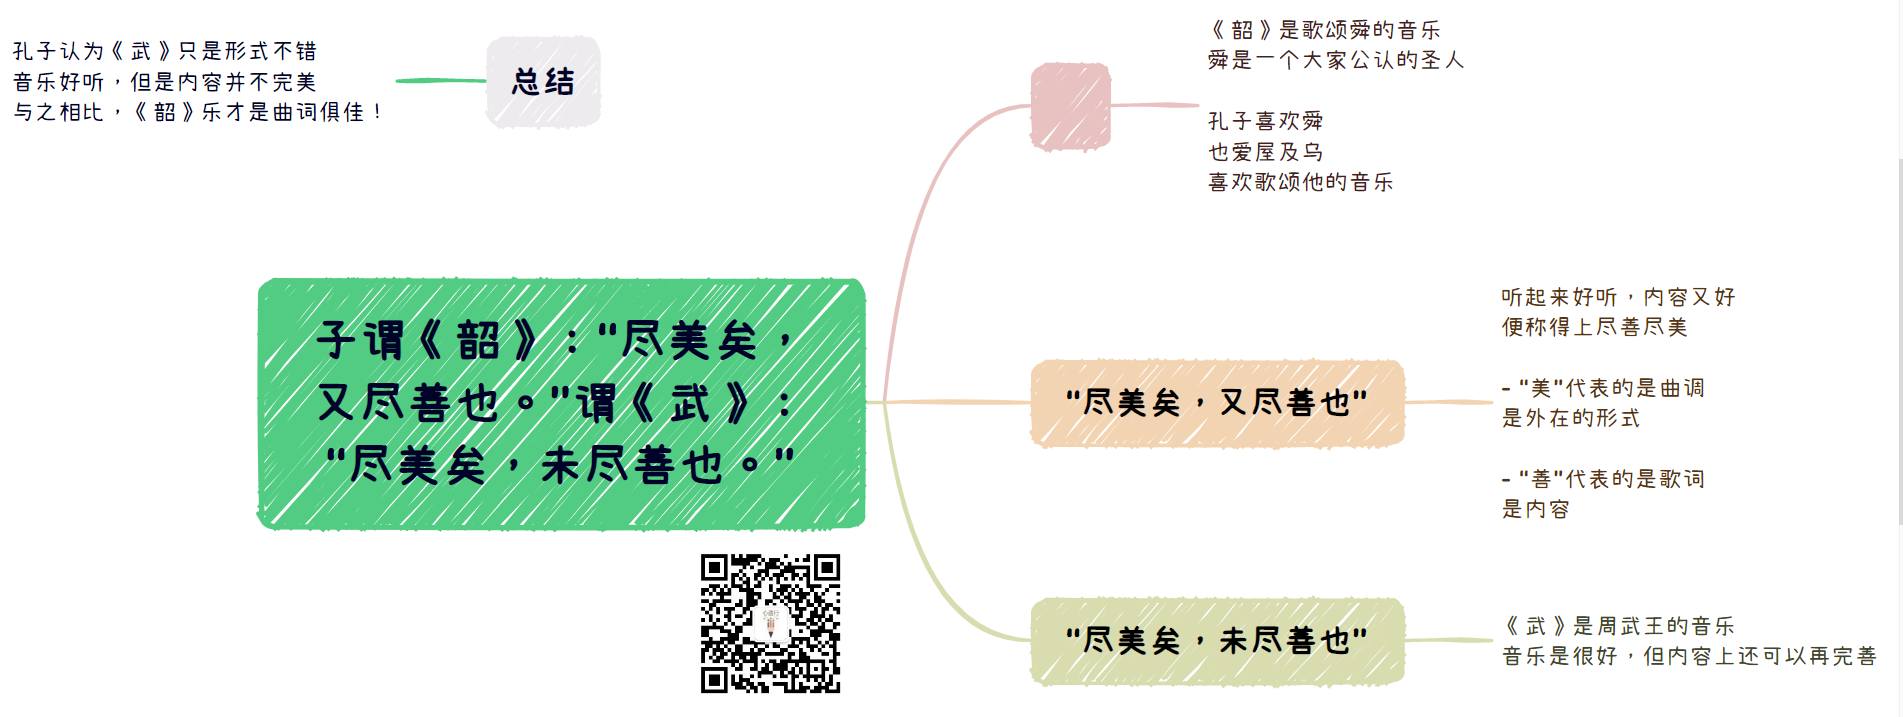 孔子认为《武》只是形式不错
音乐好听，但是内容并不完美
与之相比，《韶》乐才是曲词俱佳！
总结
子谓《韶》："尽美矣，
又尽善也。"谓《武》：
"尽美矣，未尽善也。"
《韶》是歌颂舜的音乐
舜是一个大家公认的圣人
孔子喜欢舜
也爱屋及乌
喜欢歌颂他的音乐
"尽美矣，又尽善也"
听起来好听，内容又好
便称得上尽善尽美
- "美"代表的是曲调
是外在的形式
- "善"代表的是歌词
是内容
"尽美矣，未尽善也"
《武》是周武王的音乐
音乐是很好，但内容上还可以再完善